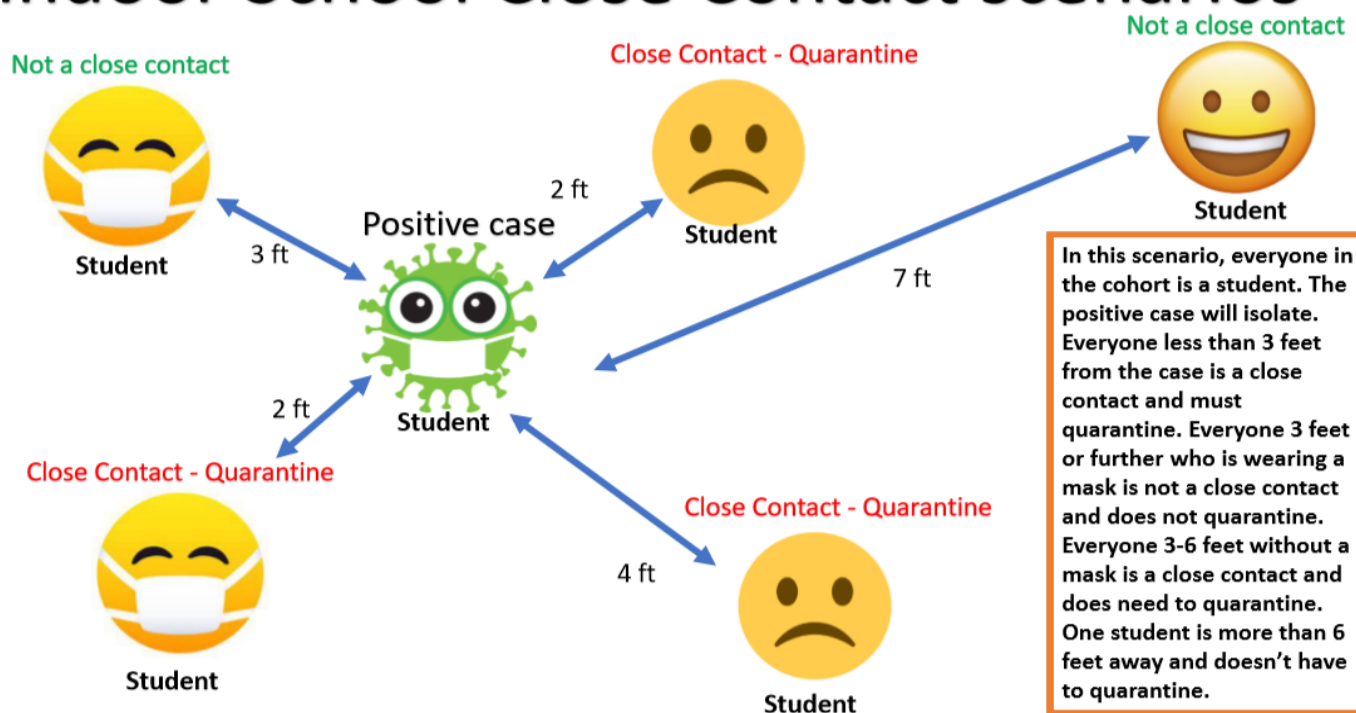 Indoor School Close Contact scenarios
Not a close contact
Close Contact - Quarantine
Not a close contact
2 ft
Student
Student
Positive case
Student
3 ft
7 ft
2 ft
Student
Close Contact - Quarantine
Close Contact - Quarantine
4 ft
Student
Student
In this scenario, everyone in
the cohort is a student. The
positive case will isolate.
Everyone less than 3 feet
from the case is a close
contact and must
quarantine. Everyone 3 feet
or further who is wearing a
mask is not a close contact
and does not quarantine.
Everyone 3-6 feet without a
mask is a close contact and
does need to quarantine.
One student is more than 6
feet away and doesn’t have
to quarantine.